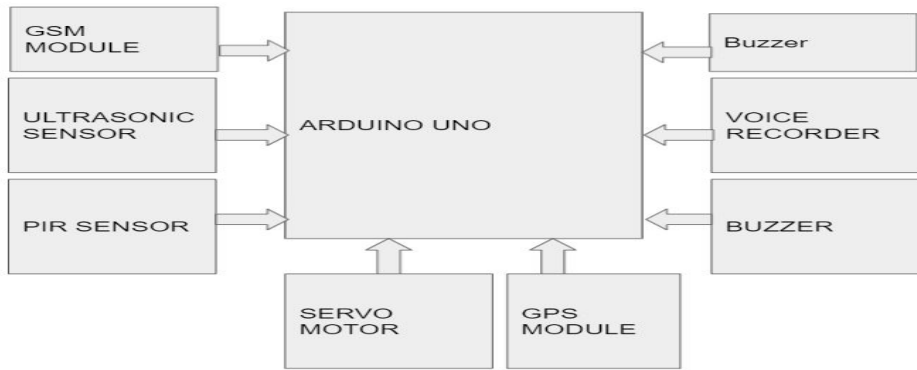 GSM
MODULE
ULTRASONIC
SENSOR
PIR SENSOR
ARDUINO UNO
Buzzer
VOICE
RECORDER
BUZZER
SERVO
MOTOR
GPS
MODULE